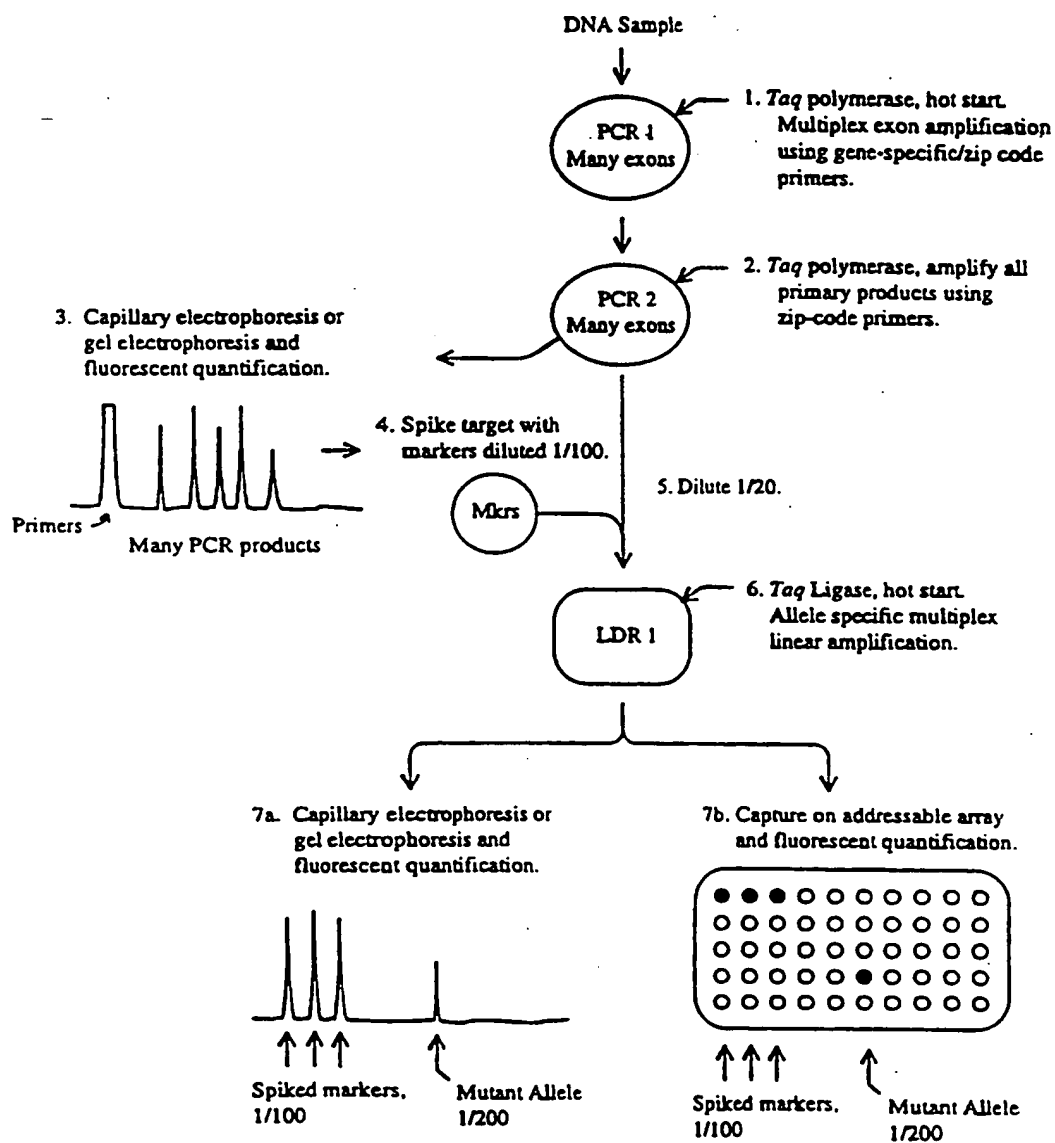 DNA Sample
PCR 1
Many exons
1. Taq polymerase, hot start.
Multiplex exon amplification
using gene-specific/zip code
primers.
PCR 2
Many exons
2. Taq polymerase, amplify all
primary products using
zip-code primers.
3. Capillary electrophoresis or
gel electrophoresis and
fluorescent quantification.
Primers
Many PCR products
4. Spike target with
markers diluted 1/100.
Mkrs
5. Dilute 1/20.
LDR 1
6. Taq Ligase, hot start.
Allele specific multiplex
linear amplification.
7a. Capillary electrophoresis or
gel electrophoresis and
fluorescent quantification.
Spiked markers,
1/100
Mutant Allele
1/200
7b. Capture on addressable array
and fluorescent quantification.
Spiked markers,
1/100
Mutant Allele
1/200